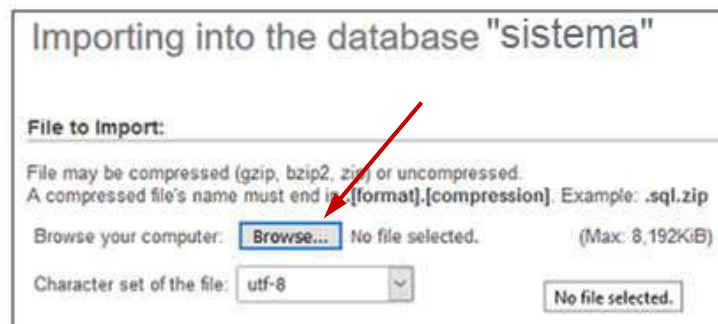 Importing into the database "sistema"
File to Import:
File may be compressed (gzip, bzip2, zip) or uncompressed.
A compressed file's name must end in .[format].[compression]. Example: .sql.zip
Browse your computer: Browse... No file selected. (Max: 8,192KiB)
Character set of the file: utf-8
No file selected.